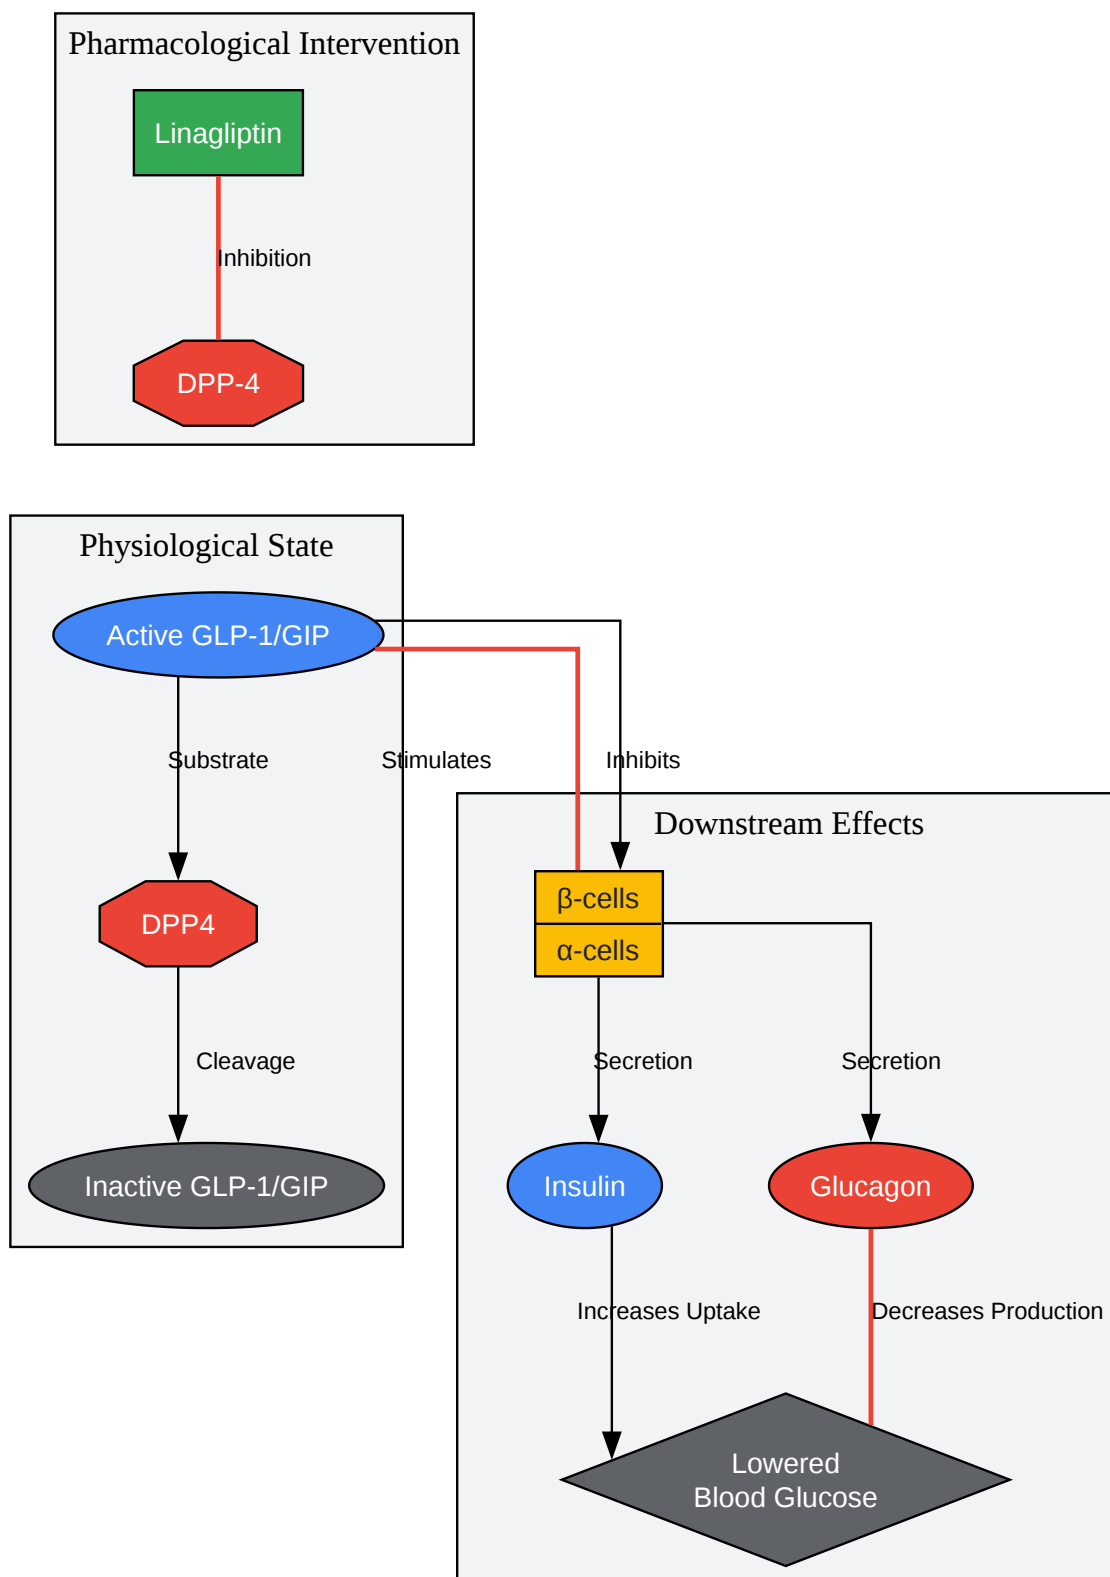 Pharmacological Intervention
Linagliptin
Inhibition
DPP-4
Physiological State
Active GLP-1/GIP
Substrate
Stimulates
Inhibits
Downstream Effects
β-cells
α-cells
DPP4
Cleavage
Secretion
Secretion
Inactive GLP-1/GIP
Insulin
Glucagon
Increases Uptake
Decreases Production
Lowered
Blood Glucose